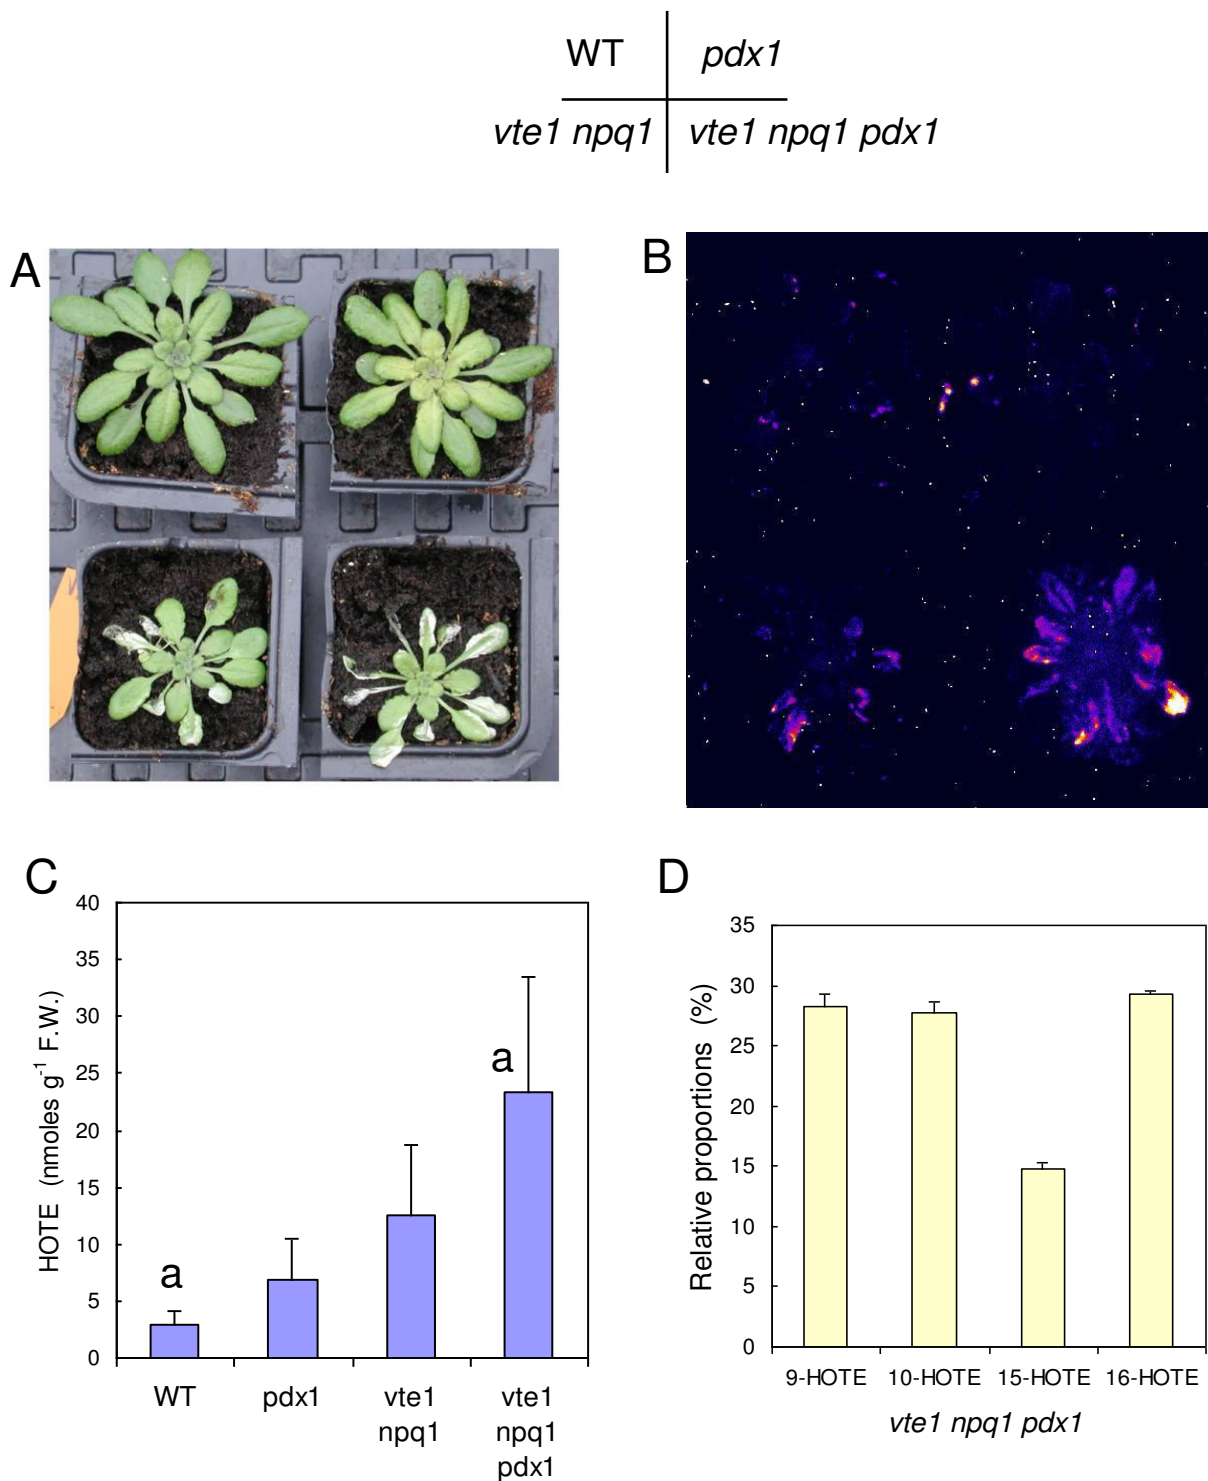 WT pdx1
vte1 npq1 vte1 npq1 pdx1
A
B
C
40
35
30
25
20
15
10
5
0
HOTE (nmoles g-1 F.W.)
a
a
WT pdx1 vte1 npq1 vte1 npq1 pdx1
D
35
30
25
20
15
10
5
0
Relative proportions (%)
9-HOTE 10-HOTE 15-HOTE 16-HOTE
vte1 npq1 pdx1